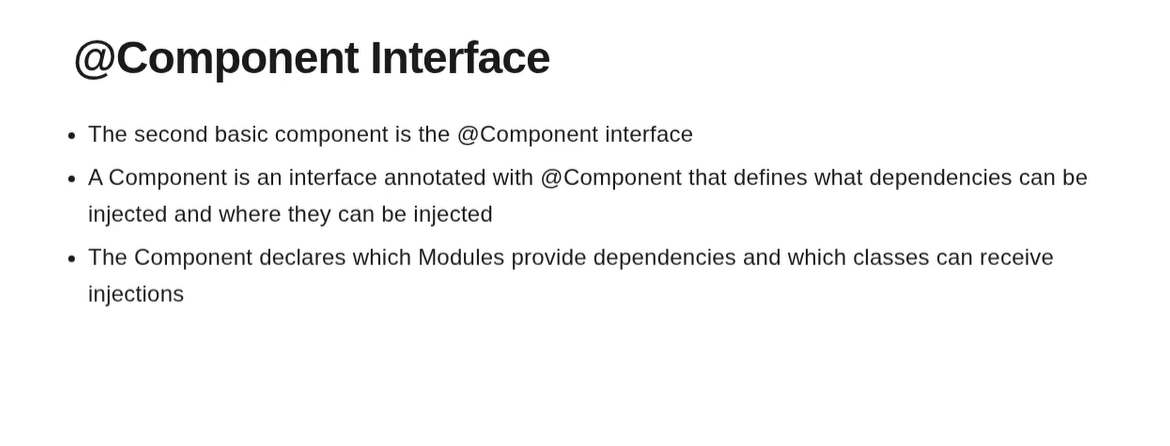 @Component Interface
• The second basic component is the @Component interface
• A Component is an interface annotated with @Component that defines what dependencies can be
injected and where they can be injected
• The Component declares which Modules provide dependencies and which classes can receive
injections